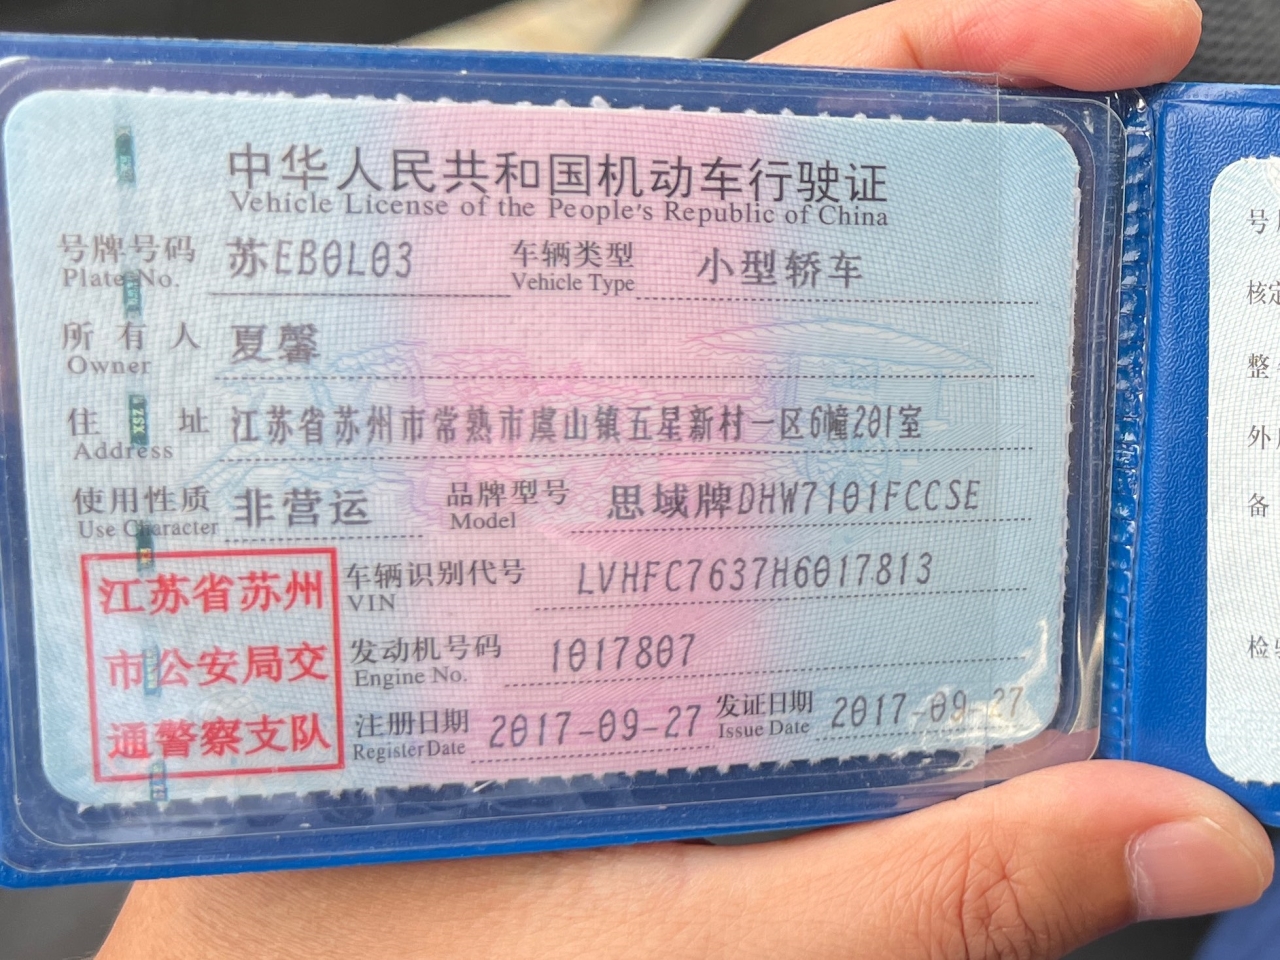 中华人民共和国机动车行驶证
Vehicle License of the People's Republic of China
号牌号码 苏EB0L03 车辆类型 小型轿车
Plate No. Vehicle Type
所有人 夏馨
Owner
住址 江苏省苏州市常熟市虞山镇五星新村一区6幢201室
Address
使用性质 非营运 品牌型号 思域牌DHW7101FCCSE
Use Character Model
江苏省苏州
市公安局交
通警察支队
车辆识别代号 LVHFC7637H6017813
VIN
发动机号码 1017807
Engine No.
注册日期 2017-09-27 发证日期 2017-09-27
Register Date Issue Date
号
核定
整
外
备
检验